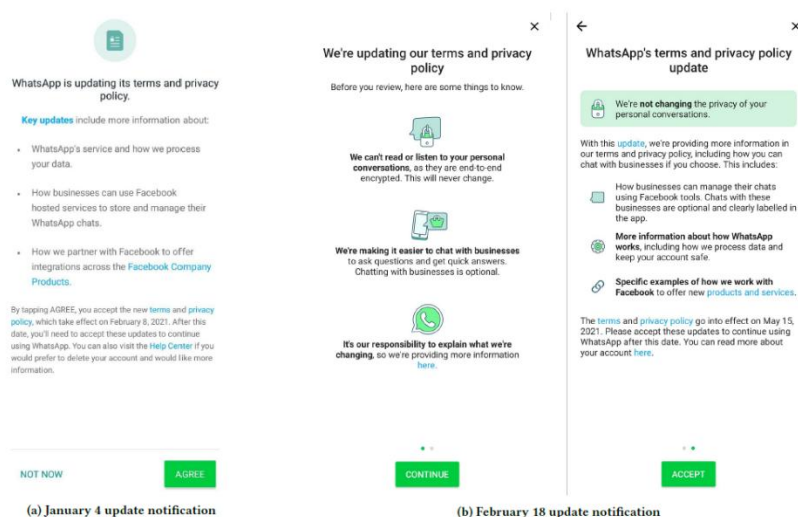 WhatsApp is updating its terms and privacy
policy.
Key updates include more information about:
• WhatsApp's service and how we process
your data.
• How businesses can use Facebook
hosted services to store and manage their
WhatsApp chats.
• How we partner with Facebook to offer
integrations across the Facebook Company
Products.
By tapping AGREE, you accept the new terms and privacy
policy, which take effect on February 8, 2021. After this
date, you'll need to accept these updates to continue
using WhatsApp. You can also visit the Help Center if you
would prefer to delete your account and would like more
information.
NOT NOW
AGREE
(a) January 4 update notification
We're updating our terms and privacy
policy
Before you review, here are some things to know.
We can't read or listen to your personal
conversations, as they are end-to-end
encrypted. This will never change.
We're making it easier to chat with businesses
to ask questions and get quick answers.
Chatting with businesses is optional.
It's our responsibility to explain what we're
changing, so we're providing more information
here.
CONTINUE
WhatsApp's terms and privacy policy
update
We're not changing the privacy of your
personal conversations.
With this update, we're providing more information in
our terms and privacy policy, including how you can
chat with businesses if you choose. This includes:
How businesses can manage their chats
using Facebook tools. Chats with these
businesses are optional and clearly labelled in
the app.
More information about how WhatsApp
works, including how we process data and
keep your account safe.
Specific examples of how we work with
Facebook to offer new products and services.
The terms and privacy policy go into effect on May 15,
2021. Please accept these updates to continue using
WhatsApp after this date. You can read more about
your account here.
ACCEPT
(b) February 18 update notification